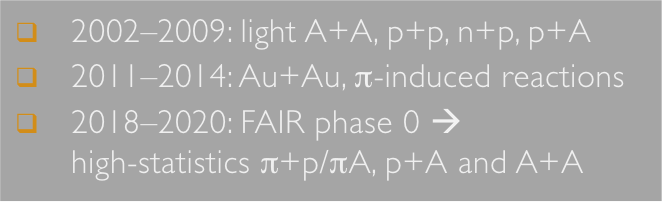 ❑ 2002–2009: light A+A, p+p, n+p, p+A
❑ 2011–2014: Au+Au, π-induced reactions
❑ 2018–2020: FAIR phase 0 →
high-statistics π+p/πA, p+A and A+A